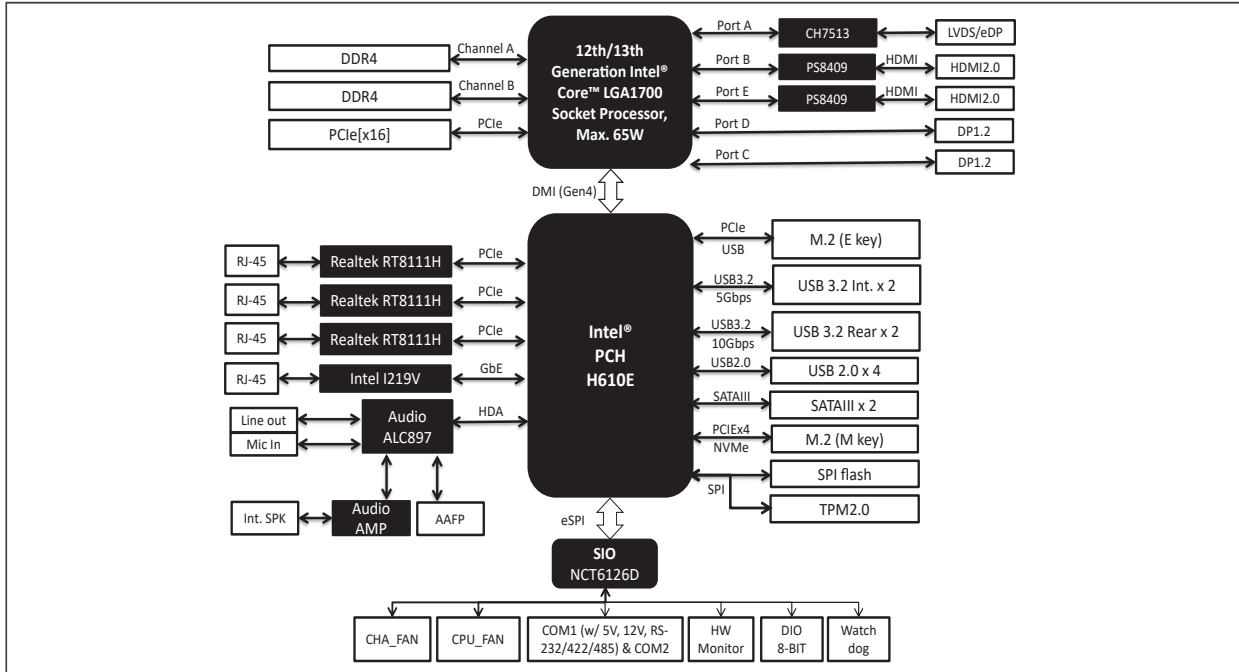 12th/13th
Generation Intel®
Core™ LGA1700
Socket Processor,
Max. 65W
DDR4
Channel A
DDR4
Channel B
PCIe[x16]
PCIe
Port A
CH7513
LVDS/eDP
Port B
PS8409
HDMI
HDMI2.0
Port E
PS8409
HDMI
HDMI2.0
Port D
DP1.2
Port C
DP1.2
DMI (Gen4)
Intel®
PCH
H610E
RJ-45
Realtek RT8111H
PCIe
RJ-45
Realtek RT8111H
PCIe
RJ-45
Realtek RT8111H
PCIe
RJ-45
Intel I219V
GbE
Line out
Mic In
Audio
ALC897
HDA
Int. SPK
Audio
AMP
AAFP
PCIe
USB
M.2 (E key)
USB3.2
5Gbps
USB 3.2 Int. x 2
USB3.2
10Gbps
USB 3.2 Rear x 2
USB2.0
USB 2.0 x 4
SATAIII
SATAIII x 2
PCIEx4
NVMe
M.2 (M key)
SPI
SPI flash
TPM2.0
eSPI
SIO
NCT6126D
CHA_FAN
CPU_FAN
COM1 (w/ 5V, 12V, RS-
232/422/485) & COM2
HW
Monitor
DIO
8-BIT
Watch
dog